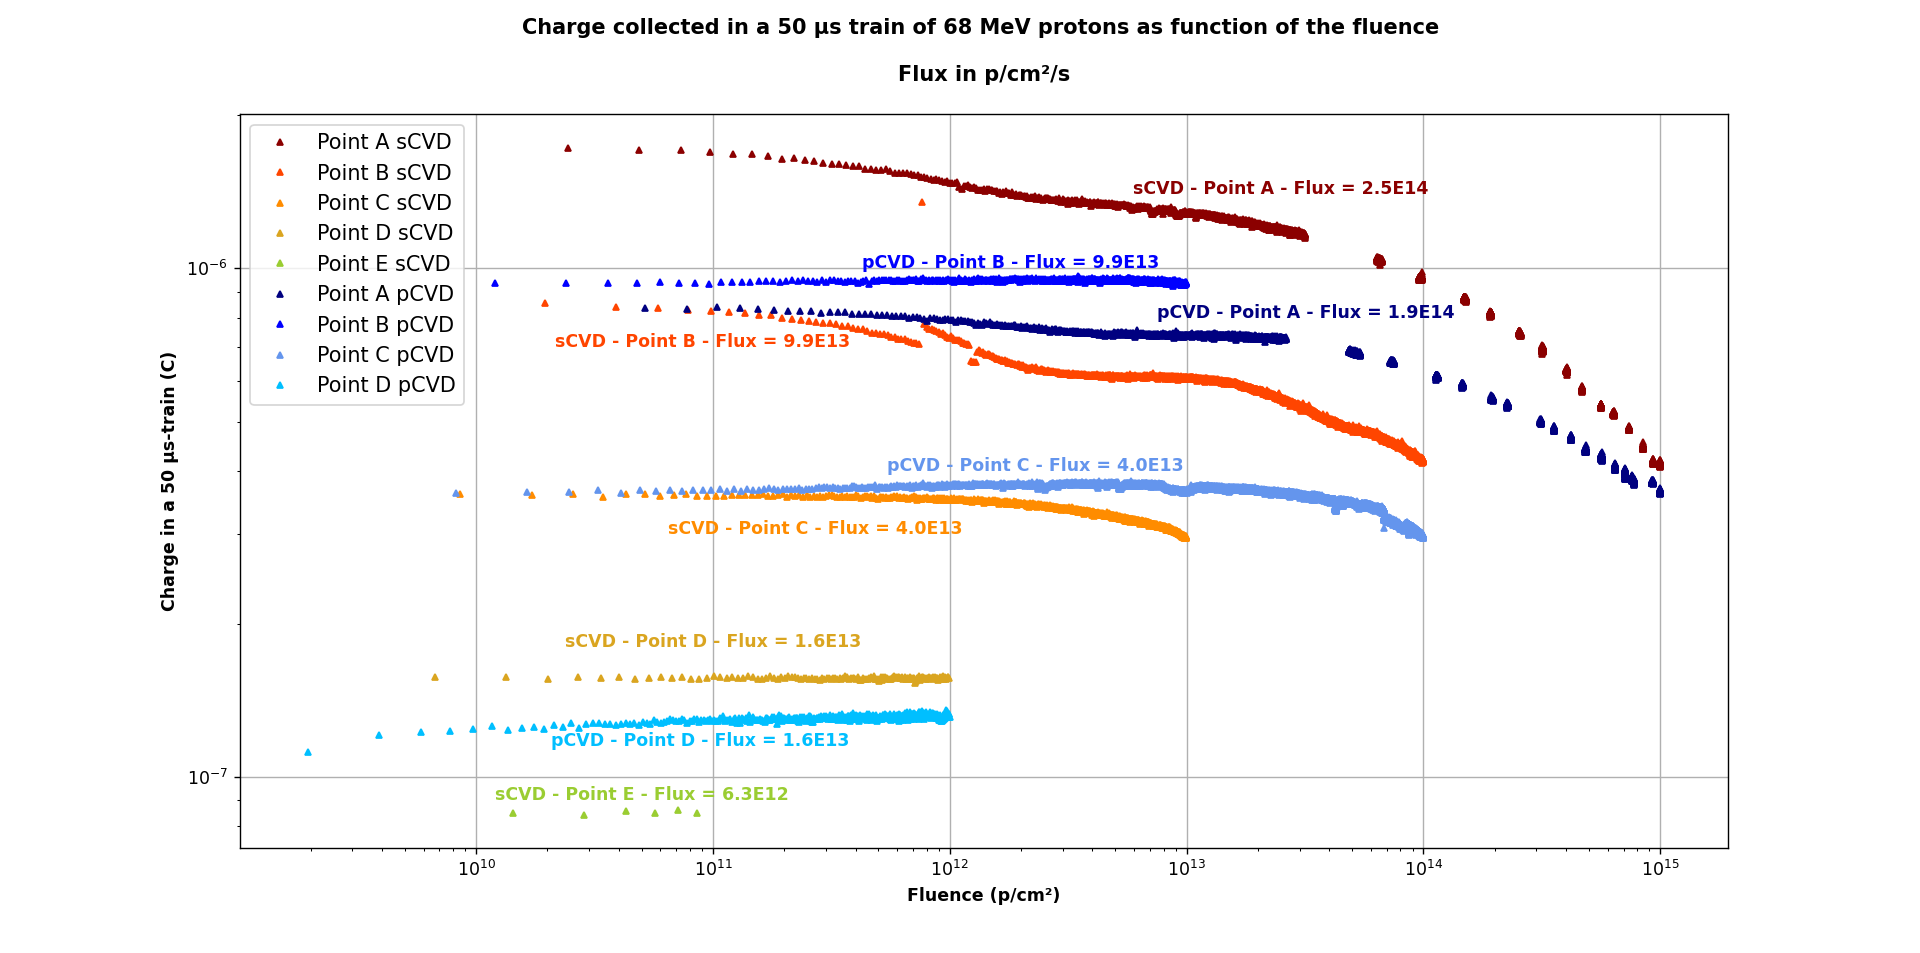 Charge collected in a 50 μs train of 68 MeV protons as function of the fluence
Flux in p/cm²/s
Point A sCVD
Point B sCVD
Point C sCVD
Point D sCVD
Point E sCVD
Point A pCVD
Point B pCVD
Point C pCVD
Point D pCVD
sCVD - Point A - Flux = 2.5E14
pCVD - Point B - Flux = 9.9E13
pCVD - Point A - Flux = 1.9E14
sCVD - Point B - Flux = 9.9E13
pCVD - Point C - Flux = 4.0E13
sCVD - Point C - Flux = 4.0E13
sCVD - Point D - Flux = 1.6E13
pCVD - Point D - Flux = 1.6E13
sCVD - Point E - Flux = 6.3E12
Charge in a 50 μs-train (C)
10⁻⁶
10⁻⁷
10¹⁰ 10¹¹ 10¹² 10¹³ 10¹⁴ 10¹⁵
Fluence (p/cm²)